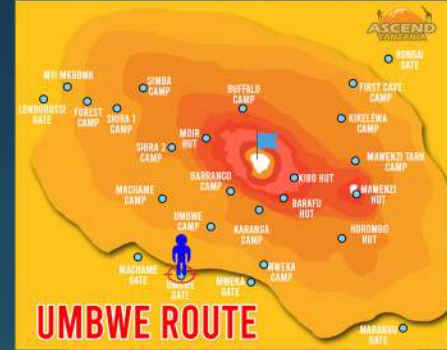 ASCEND
TANZANIA
RONGAI
GATE
MTI MKUBWA
SIMBA
CAMP
FIRST CAVE
CAMP
BUFFALO
CAMP
LONDOROSSI
GATE
FOREST
CAMP
SHIRA 1
CAMP
KIKELEWA
CAMP
MOIR
HUT
SHIRA 2
CAMP
MAWENZI TARN
CAMP
KIBO HUT
BARRANCO
CAMP
MAWENZI
HUT
MACHAME
CAMP
BARAFU
HUT
UMBWE
CAMP
KARANGA
CAMP
HOROMBO
HUT
MACHAME
GATE
UMBWE
GATE
MWEKA
CAMP
MWEKA
GATE
UMBWE ROUTE
MARANGU
GATE